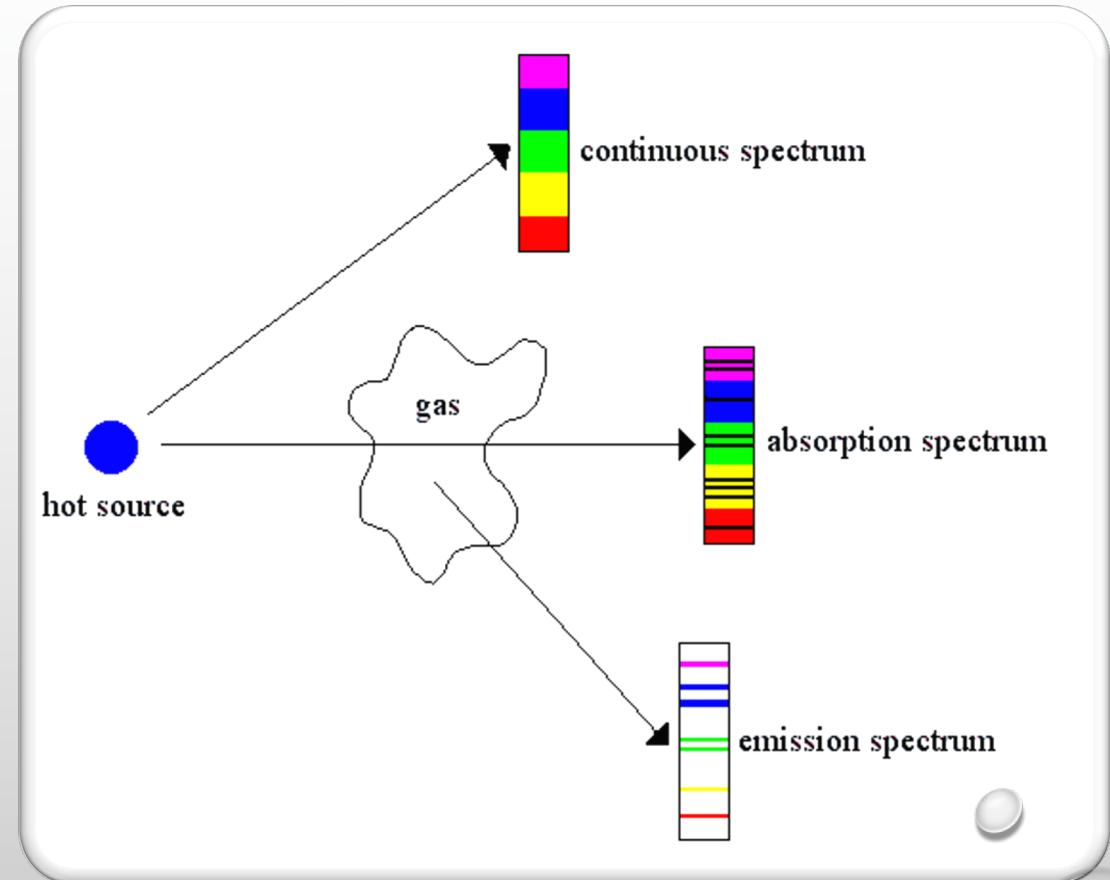 continuous spectrum
gas
absorption spectrum
hot source
emission spectrum